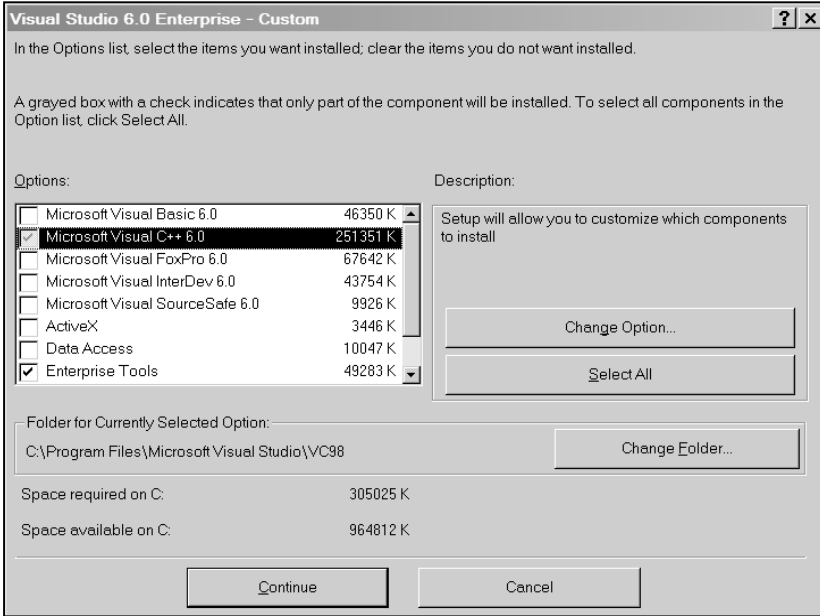 Visual Studio 6.0 Enterprise - Custom
In the Options list, select the items you want installed; clear the items you do not want installed.
A grayed box with a check indicates that only part of the component will be installed. To select all components in the
Option list, click Select All.
Options:
Microsoft Visual Basic 6.0 46350 K
Microsoft Visual C++ 6.0 251351 K
Microsoft Visual FoxPro 6.0 67642 K
Microsoft Visual InterDev 6.0 43754 K
Microsoft Visual SourceSafe 6.0 9926 K
ActiveX 3446 K
Data Access 10047 K
Enterprise Tools 49283 K
Description:
Setup will allow you to customize which components
to install
Change Option...
Select All
Folder for Currently Selected Option:
C:\Program Files\Microsoft Visual Studio\VC98
Change Folder...
Space required on C: 305025 K
Space available on C: 964812 K
Continue
Cancel